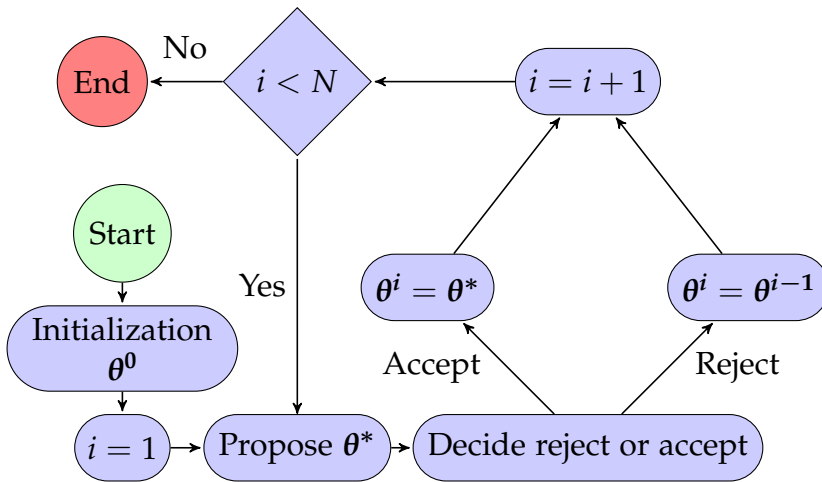 No
End
i < N
i = i + 1
Start
Yes
θ^i = θ^*
θ^i = θ^{i−1}
Initialization
θ^0
Accept
Reject
i = 1
Propose θ^*
Decide reject or accept